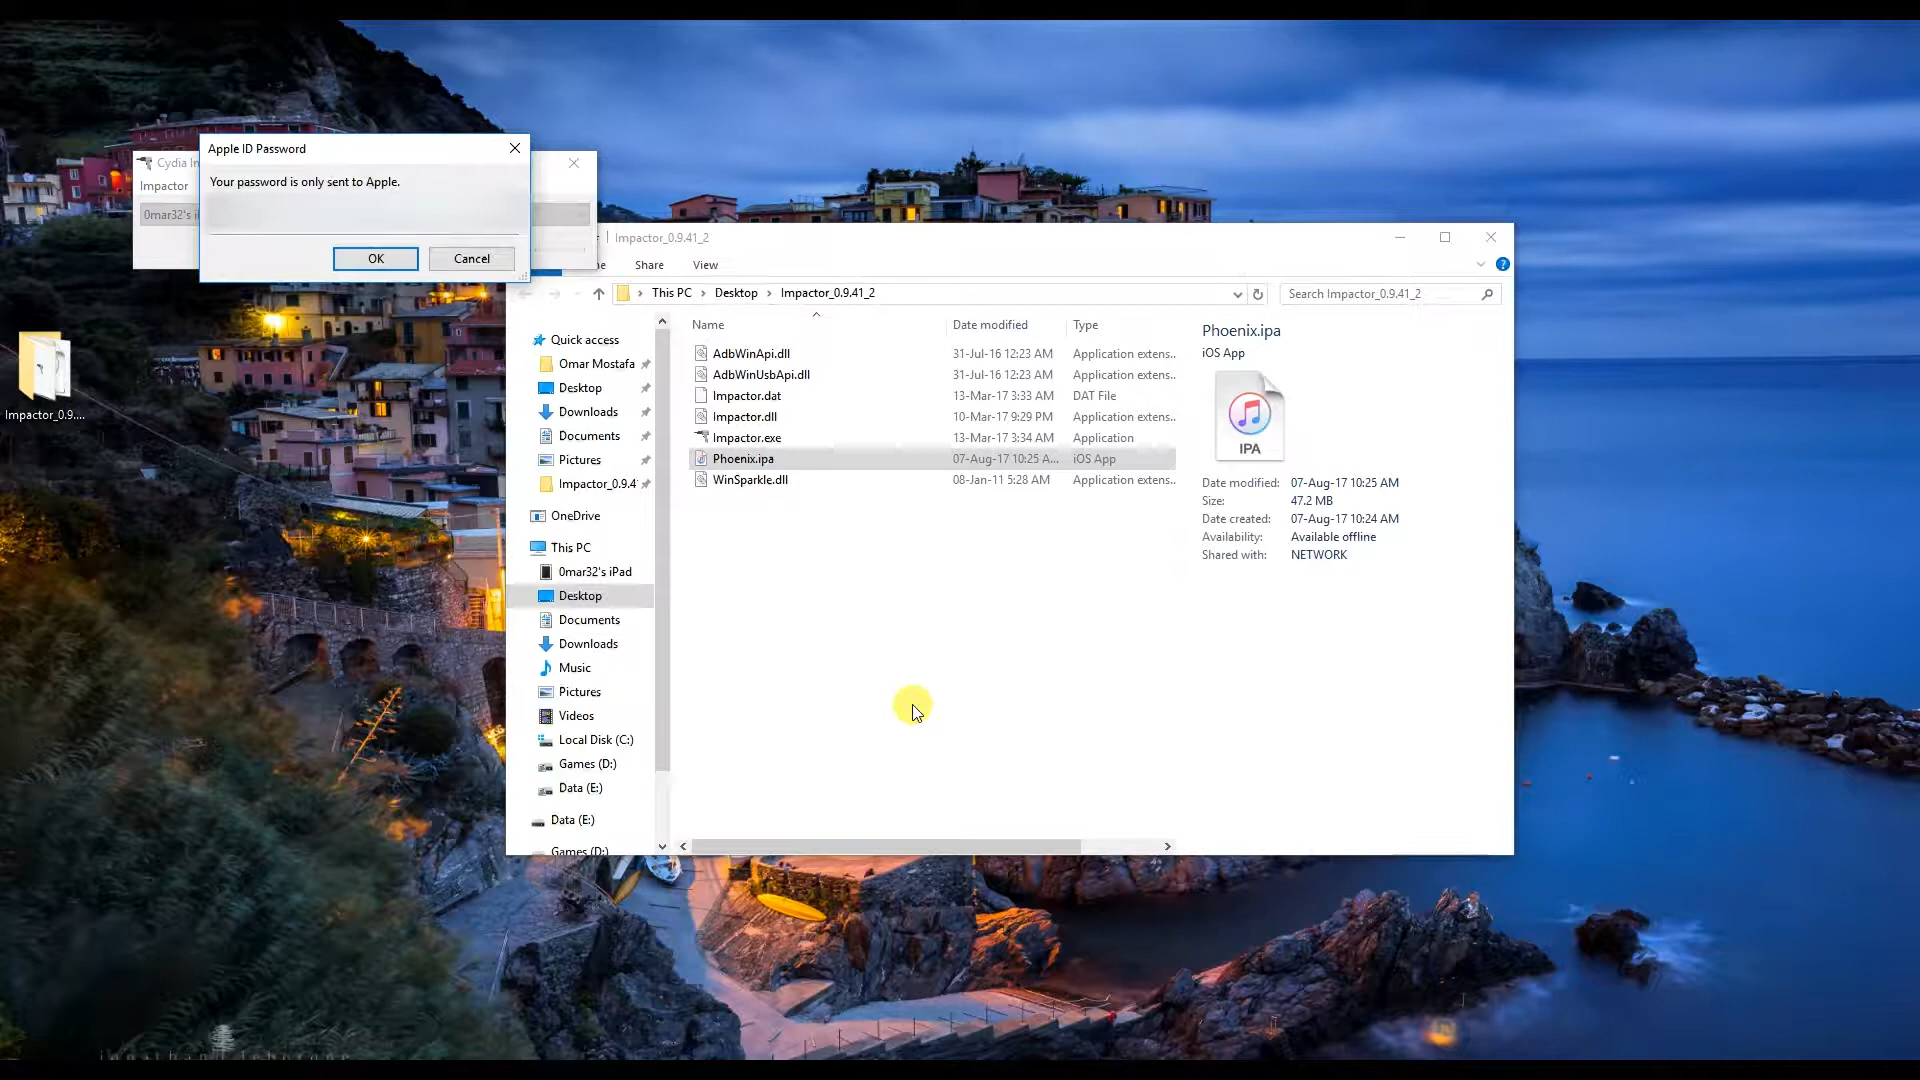 Apple ID Password
Your password is only sent to Apple.
OK
Cancel
Cydia In
Impactor
0mar32's i
Impactor_0.9....
Impactor_0.9.41_2
Share
View
This PC
Desktop
Impactor_0.9.41_2
Search Impactor_0.9.41_2
Quick access
Omar Mostafa
Desktop
Downloads
Documents
Pictures
Impactor_0.9.4
OneDrive
This PC
0mar32's iPad
Desktop
Documents
Downloads
Music
Pictures
Videos
Local Disk (C:)
Games (D:)
Data (E:)
Data (E:)
Games (D:)
Name Date modified Type
AdbWinApi.dll 31-Jul-16 12:23 AM Application extens...
AdbWinUsbApi.dll 31-Jul-16 12:23 AM Application extens...
Impactor.dat 13-Mar-17 3:33 AM DAT File
Impactor.dll 10-Mar-17 9:29 PM Application extens...
Impactor.exe 13-Mar-17 3:34 AM Application
Phoenix.ipa 07-Aug-17 10:25 A... iOS App
WinSparkle.dll 08-Jan-11 5:28 AM Application extens...
Phoenix.ipa
iOS App
IPA
Date modified: 07-Aug-17 10:25 AM
Size: 47.2 MB
Date created: 07-Aug-17 10:24 AM
Availability: Available offline
Shared with: NETWORK